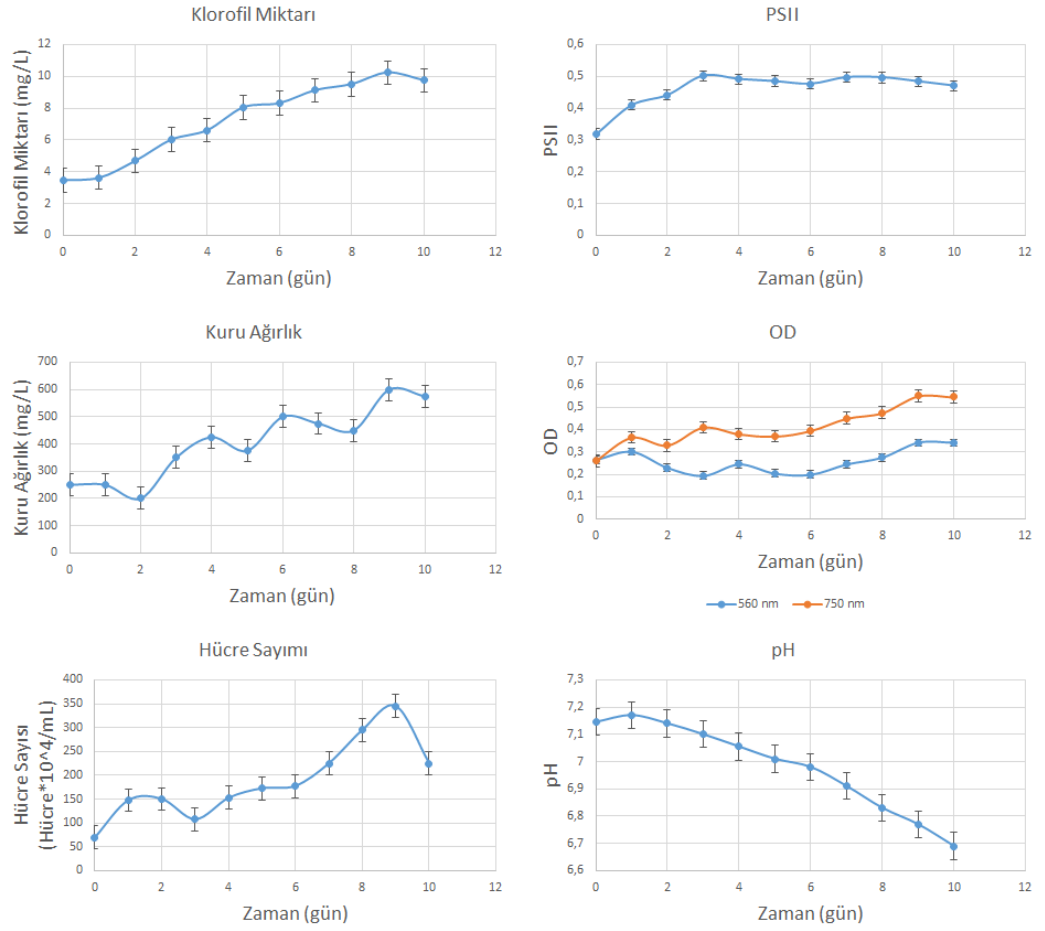 Klorofil Miktarı
Klorofil Miktarı (mg/L)
12
10
8
6
4
2
0
0 2 4 6 8 10 12
Zaman (gün)
PSII
PSII
0,6
0,5
0,4
0,3
0,2
0,1
0
0 2 4 6 8 10 12
Zaman (gün)
Kuru Ağırlık
Kuru Ağırlık (mg/L)
700
600
500
400
300
200
100
0
0 2 4 6 8 10 12
Zaman (gün)
OD
OD
0,7
0,6
0,5
0,4
0,3
0,2
0,1
0
0 2 4 6 8 10 12
Zaman (gün)
560 nm 750 nm
Hücre Sayımı
Hücre Sayısı
(Hücre*10^4/mL)
400
350
300
250
200
150
100
50
0
0 2 4 6 8 10 12
Zaman (gün)
pH
pH
7,3
7,2
7,1
7
6,9
6,8
6,7
6,6
0 2 4 6 8 10 12
Zaman (gün)